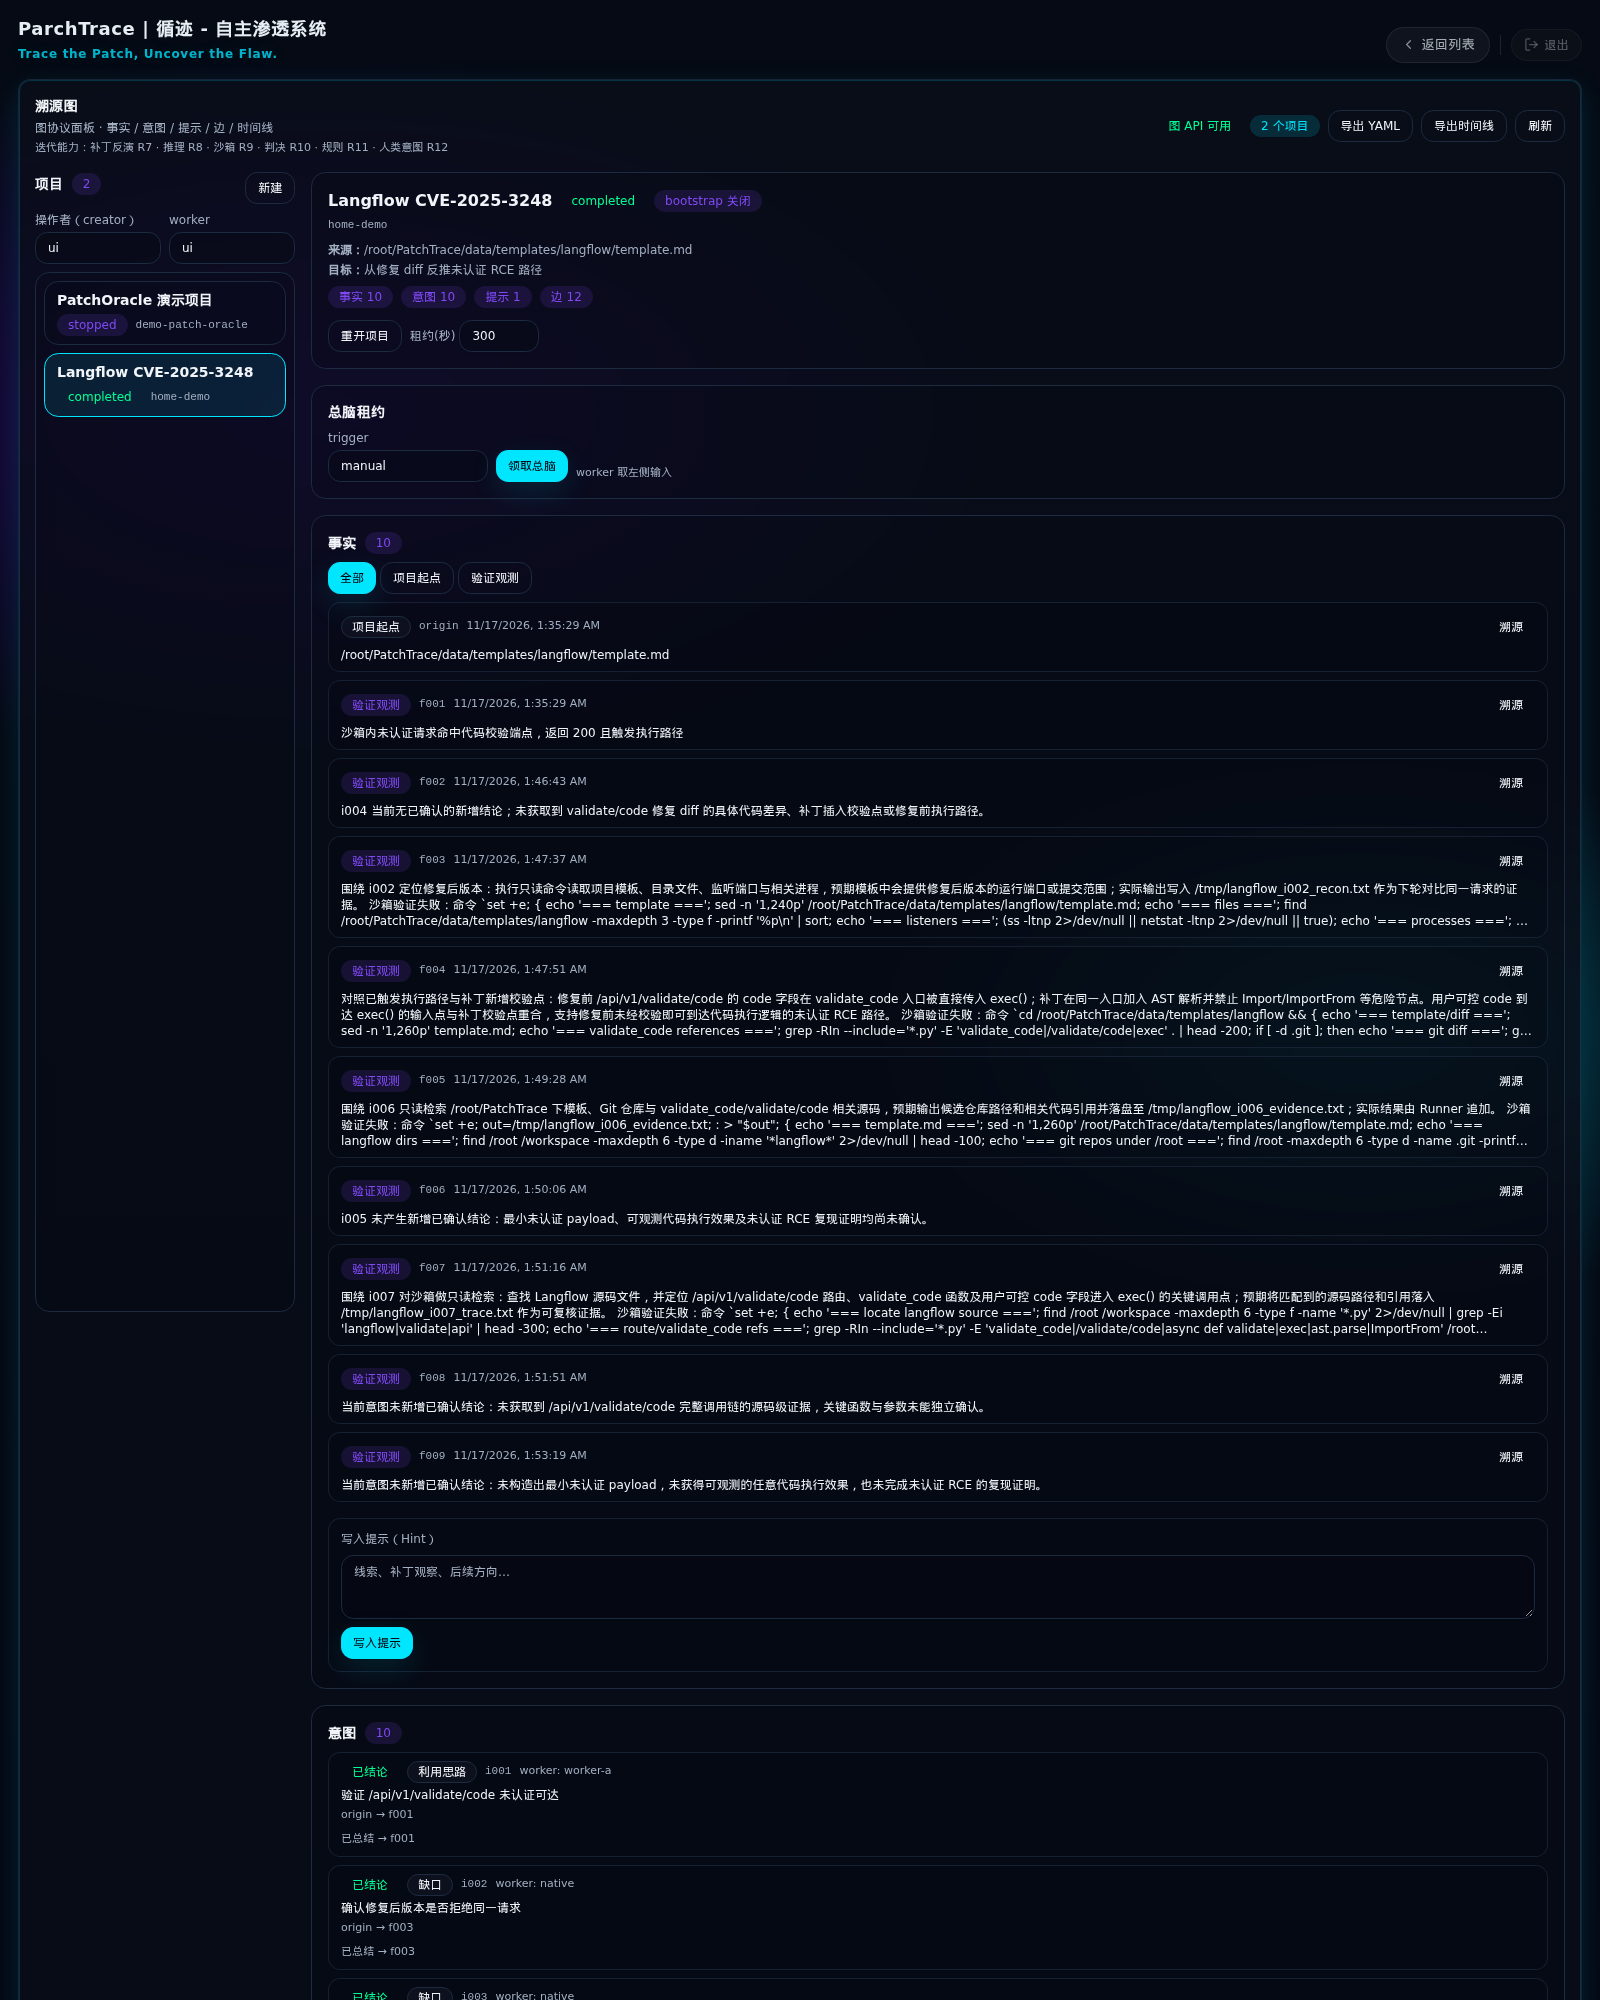 ParchTrace | 循迹 - 自主渗透系统
Trace the Patch, Uncover the Flaw.
返回列表
退出
溯源图
图协议面板 · 事实 / 意图 / 提示 / 边 / 时间线
迭代能力：补丁反演 R7 · 推理 R8 · 沙箱 R9 · 判决 R10 · 规则 R11 · 人类意图 R12
图 API 可用
2 个项目
导出 YAML
导出时间线
刷新
项目 2
新建
操作者（creator）
worker
ui
ui
PatchOracle 演示项目
stopped demo-patch-oracle
Langflow CVE-2025-3248
completed home-demo
Langflow CVE-2025-3248 completed bootstrap 关闭
home-demo
来源：/root/PatchTrace/data/templates/langflow/template.md
目标：从修复 diff 反推未认证 RCE 路径
事实 10 意图 10 提示 1 边 12
重开项目 租约(秒) 300
总脑租约
trigger
manual 领取总脑 worker 取左侧输入
事实 10
全部 项目起点 验证观测
项目起点 origin 11/17/2026, 1:35:29 AM 溯源
/root/PatchTrace/data/templates/langflow/template.md
验证观测 f001 11/17/2026, 1:35:29 AM 溯源
沙箱内未认证请求命中代码校验端点，返回 200 且触发执行路径
验证观测 f002 11/17/2026, 1:46:43 AM 溯源
i004 当前无已确认的新增结论；未获取到 validate/code 修复 diff 的具体代码差异、补丁插入校验点或修复前执行路径。
验证观测 f003 11/17/2026, 1:47:37 AM 溯源
围绕 i002 定位修复后版本：执行只读命令读取项目模板、目录文件、监听端口与相关进程，预期模板中会提供修复后版本的运行端口或提交范围；实际输出写入 /tmp/langflow_i002_recon.txt 作为下轮对比同一请求的证
据。 沙箱验证失败：命令 `set +e; { echo '=== template ==='; sed -n '1,240p' /root/PatchTrace/data/templates/langflow/template.md; echo '=== files ==='; find
/root/PatchTrace/data/templates/langflow -maxdepth 3 -type f -printf '%p\n' | sort; echo '=== listeners ==='; (ss -ltnp 2>/dev/null || netstat -ltnp 2>/dev/null || true); echo '=== processes ==='; ...
验证观测 f004 11/17/2026, 1:47:51 AM 溯源
对照已触发执行路径与补丁新增校验点：修复前 /api/v1/validate/code 的 code 字段在 validate_code 入口被直接传入 exec()；补丁在同一入口加入 AST 解析并禁止 Import/ImportFrom 等危险节点。用户可控 code 到
达 exec() 的输入点与补丁校验点重合，支持修复前未经校验即可到达代码执行逻辑的未认证 RCE 路径。 沙箱验证失败：命令 `cd /root/PatchTrace/data/templates/langflow && { echo '=== template/diff ===';
sed -n '1,260p' template.md; echo '=== validate_code references ==='; grep -RIn --include='*.py' -E 'validate_code|/validate/code|exec' . | head -200; if [ -d .git ]; then echo '=== git diff ==='; g...
验证观测 f005 11/17/2026, 1:49:28 AM 溯源
围绕 i006 只读检索 /root/PatchTrace 下模板、Git 仓库与 validate_code/validate/code 相关源码，预期输出候选仓库路径和相关代码引用并落盘至 /tmp/langflow_i006_evidence.txt；实际结果由 Runner 追加。 沙箱
验证失败：命令 `set +e; out=/tmp/langflow_i006_evidence.txt; : > "$out"; { echo '=== template.md ==='; sed -n '1,260p' /root/PatchTrace/data/templates/langflow/template.md; echo '===
langflow dirs ==='; find /root /workspace -maxdepth 6 -type d -iname '*langflow*' 2>/dev/null | head -100; echo '=== git repos under /root ==='; find /root -maxdepth 6 -type d -name .git -printf...
验证观测 f006 11/17/2026, 1:50:06 AM 溯源
i005 未产生新增已确认结论：最小未认证 payload、可观测代码执行效果及未认证 RCE 复现证明均尚未确认。
验证观测 f007 11/17/2026, 1:51:16 AM 溯源
围绕 i007 对沙箱做只读检索：查找 Langflow 源码文件，并定位 /api/v1/validate/code 路由、validate_code 函数及用户可控 code 字段进入 exec() 的关键调用点；预期将匹配到的源码路径和引用落入
/tmp/langflow_i007_trace.txt 作为可复核证据。 沙箱验证失败：命令 `set +e; { echo '=== locate langflow source ==='; find /root /workspace -maxdepth 6 -type f -name '*.py' 2>/dev/null | grep -Ei
'langflow|validate|api' | head -300; echo '=== route/validate_code refs ==='; grep -RIn --include='*.py' -E 'validate_code|/validate/code|async def validate|exec|ast.parse|ImportFrom' /root...
验证观测 f008 11/17/2026, 1:51:51 AM 溯源
当前意图未新增已确认结论：未获取到 /api/v1/validate/code 完整调用链的源码级证据，关键函数与参数未能独立确认。
验证观测 f009 11/17/2026, 1:53:19 AM 溯源
当前意图未新增已确认结论：未构造出最小未认证 payload，未获得可观测的任意代码执行效果，也未完成未认证 RCE 的复现证明。
写入提示（Hint）
线索、补丁观察、后续方向...
写入提示
意图 10
已结论 利用思路 i001 worker: worker-a
验证 /api/v1/validate/code 未认证可达
origin → f001
已总结 → f001
已结论 缺口 i002 worker: native
确认修复后版本是否拒绝同一请求
origin → f003
已总结 → f003
已结论 缺口 i003 worker: native